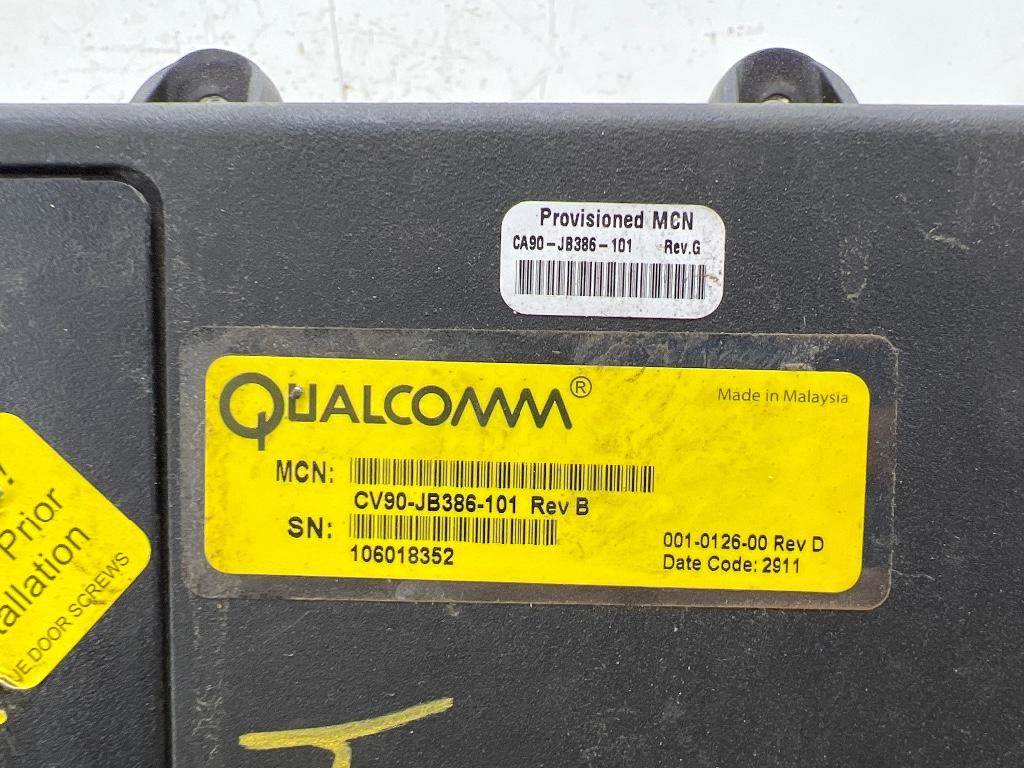 Provisioned MCN
CA90-JB386-101 Rev.G
QUALCOMM®
Made in Malaysia
MCN:
CV90-JB386-101 Rev B
SN:
106018352
001-0126-00 Rev D
Date Code: 2911
Prior
DOOR SCREWS